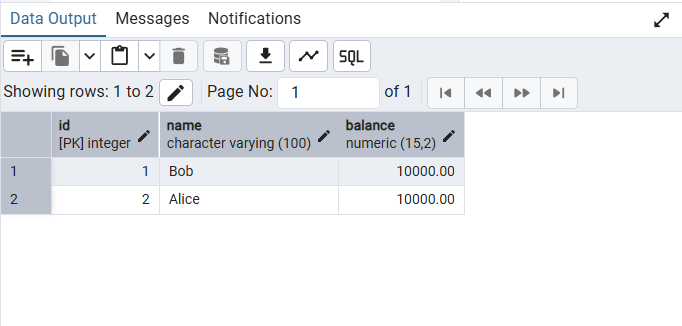 Data Output Messages Notifications
SQL
Showing rows: 1 to 2 Page No: 1 of 1
id name balance
[PK] integer character varying (100) numeric (15,2)
1 1 Bob 10000.00
2 2 Alice 10000.00